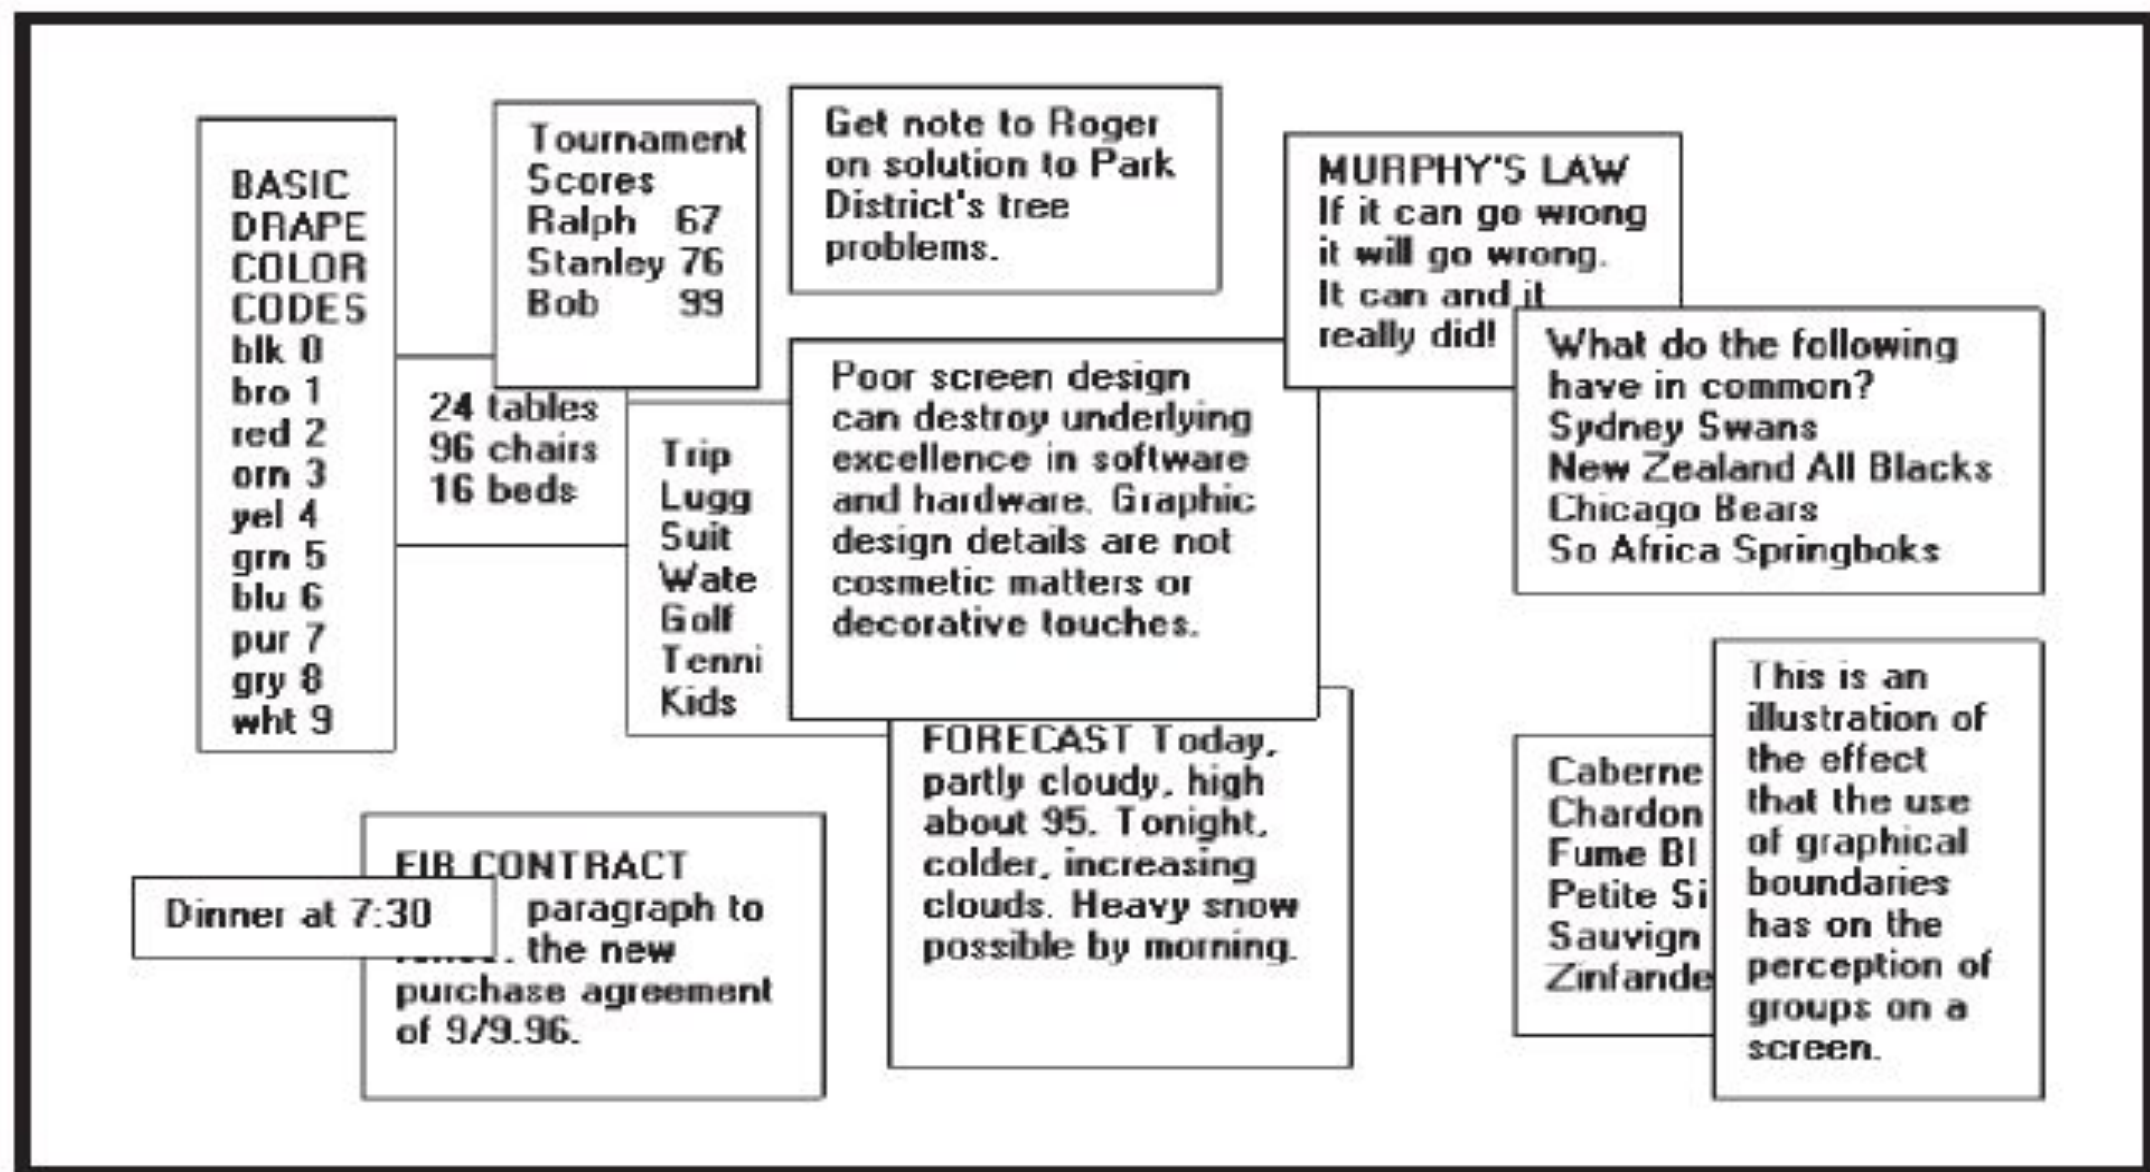 BASIC
DRAPE
COLOR
CODES
blk 0
bro 1
red 2
orn 3
yel 4
grn 5
blu 6
pur 7
gry 8
wht 9
Tournament
Scores
Ralph 67
Stanley 76
Bob 99
24 tables
96 chairs
16 beds
Trip
Lugg
Suit
Wate
Golf
Tenni
Kids
Get note to Roger
on solution to Park
District's tree
problems.
Poor screen design
can destroy underlying
excellence in software
and hardware. Graphic
design details are not
cosmetic matters or
decorative touches.
MURPHY'S LAW
If it can go wrong
it will go wrong.
It can and it
really did!
What do the following
have in common?
Sydney Swans
New Zealand All Blacks
Chicago Bears
So Africa Springboks
FORECAST Today,
partly cloudy, high
about 95. Tonight,
colder, increasing
clouds. Heavy snow
possible by morning.
Dinner at 7:30
CONTRACT
paragraph to
the new
purchase agreement
of 9/9.96.
Caberne
Chardon
Fume Bl
Petite Si
Sauvign
Zinfande
This is an
illustration of
the effect
that the use
of graphical
boundaries
has on the
perception of
groups on a
screen.